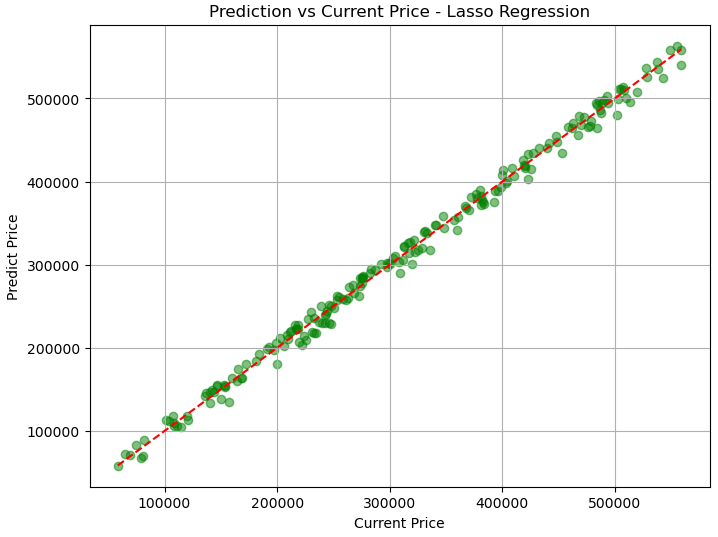 Prediction vs Current Price - Lasso Regression
Predict Price
500000
400000
300000
200000
100000
100000 200000 300000 400000 500000
Current Price